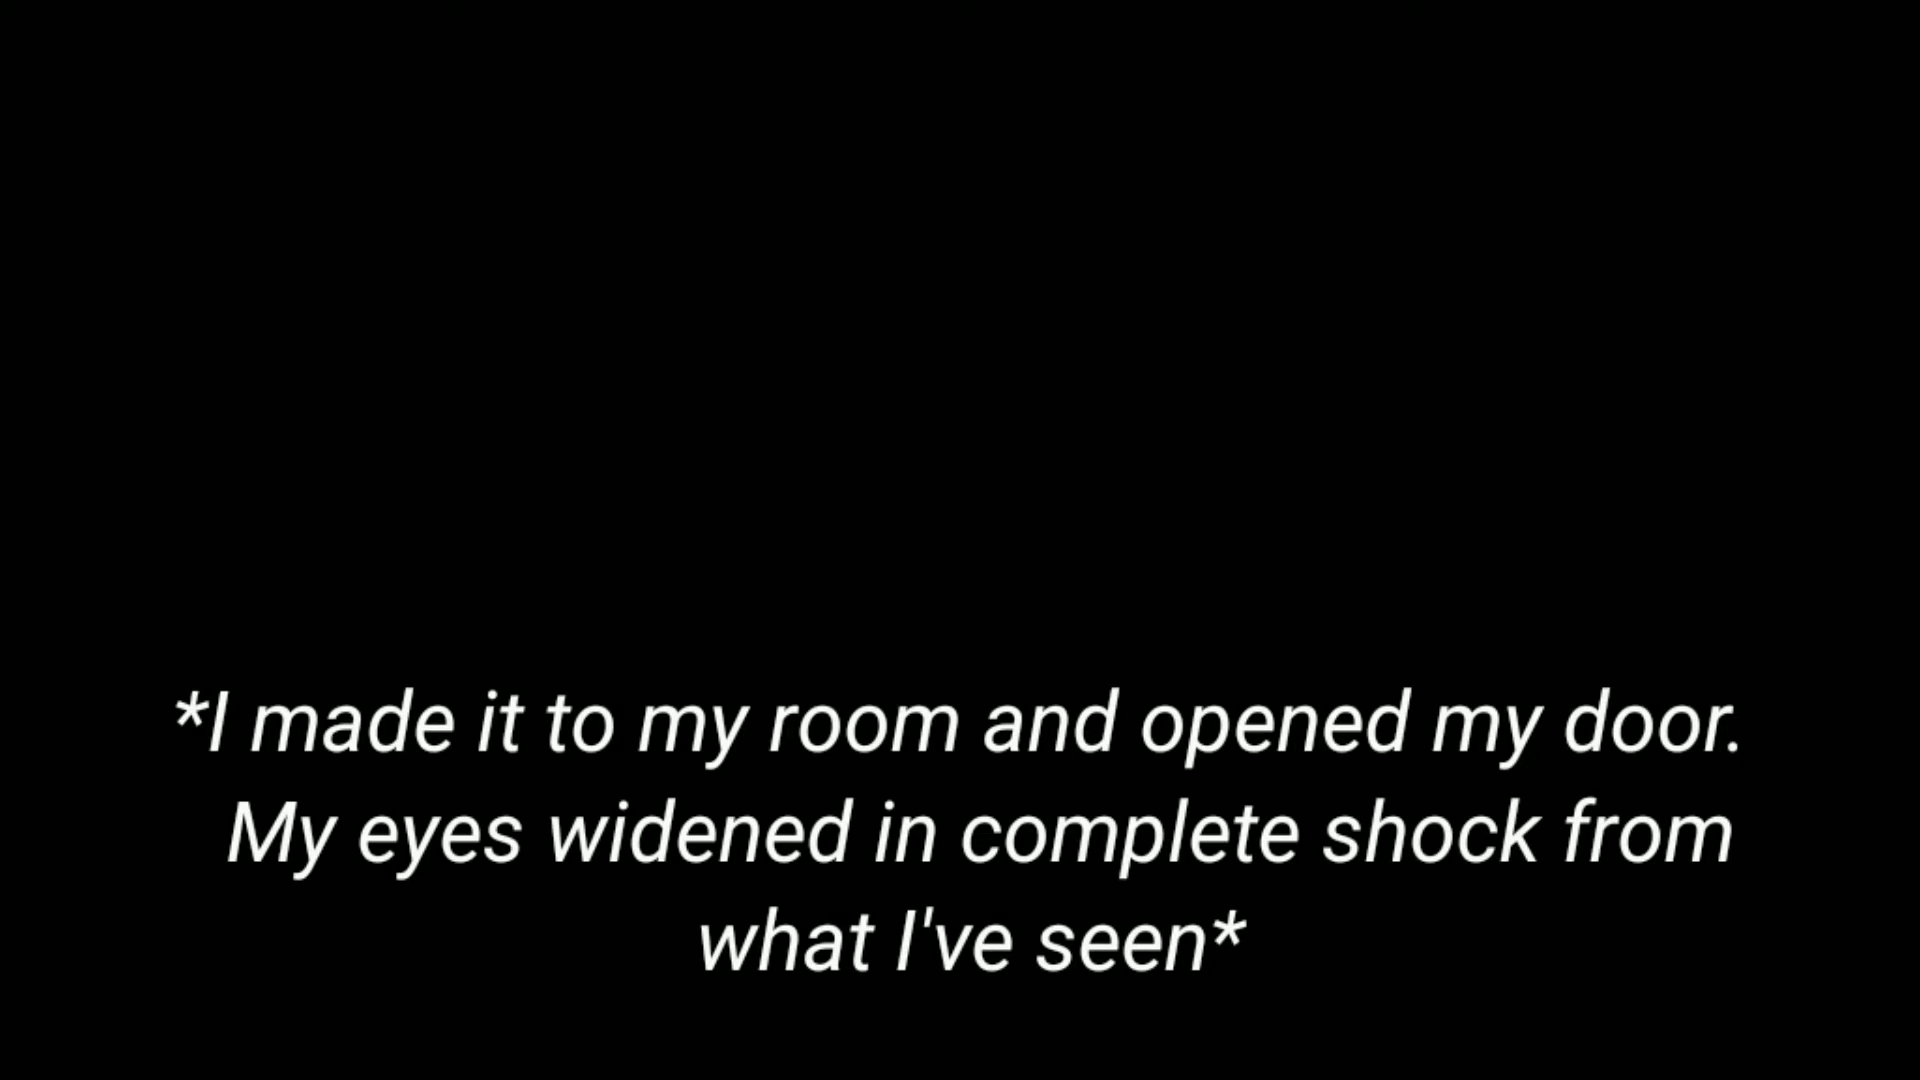 *I made it to my room and opened my door.
My eyes widened in complete shock from
what I've seen*